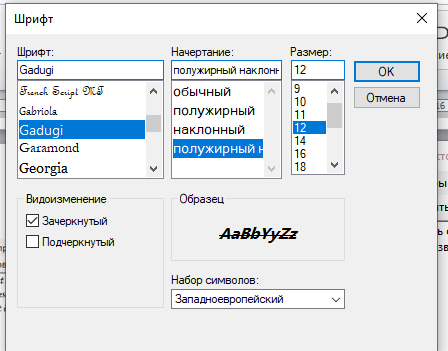 Шрифт
Шрифт:
Gadugi
French Script MT
Gabriola
Gadugi
Garamond
Georgia
Начертание:
полужирный наклонн
обычный
полужирный
наклонный
полужирный н
Размер:
12
9
10
11
12
14
16
18
OK
Отмена
Видоизменение
Зачеркнутый
Подчеркнутый
Образец
AaBbYyZz
Набор символов:
Западноевропейский
16